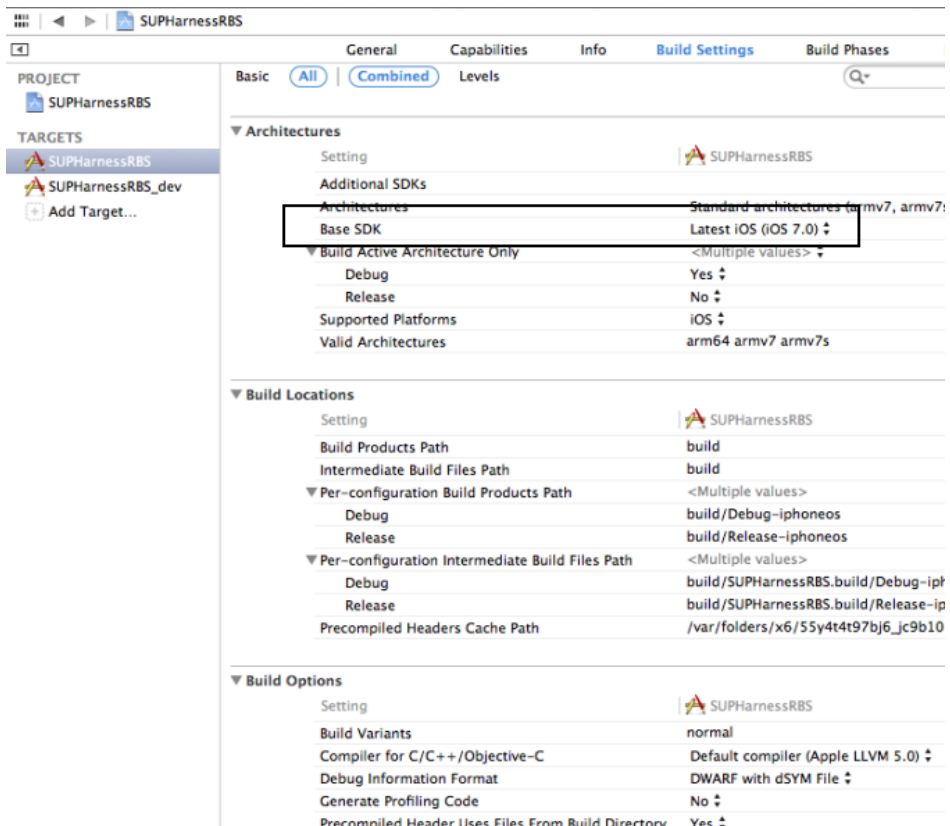 SUPHarnessRBS
General Capabilities Info Build Settings Build Phases
Basic All Combined Levels
PROJECT
SUPHarnessRBS
TARGETS
SUPHarnessRBS
SUPHarnessRBS_dev
Add Target...
Architectures
Setting SUPHarnessRBS
Additional SDKs
Architectures Standard architectures (armv7, armv7s
Base SDK Latest iOS (iOS 7.0)
Build Active Architecture Only <Multiple values>
Debug Yes
Release No
Supported Platforms iOS
Valid Architectures arm64 armv7 armv7s
Build Locations
Setting SUPHarnessRBS
Build Products Path build
Intermediate Build Files Path build
Per-configuration Build Products Path <Multiple values>
Debug build/Debug-iphoneos
Release build/Release-iphoneos
Per-configuration Intermediate Build Files Path <Multiple values>
Debug build/SUPHarnessRBS.build/Debug-iph
Release build/SUPHarnessRBS.build/Release-ip
Precompiled Headers Cache Path /var/folders/x6/55y4t4t97bj6_jc9b10
Build Options
Setting SUPHarnessRBS
Build Variants normal
Compiler for C/C++/Objective-C Default compiler (Apple LLVM 5.0)
Debug Information Format DWARF with dSYM File
Generate Profiling Code No
Precompiled Header Uses Files From Build Directory Yes